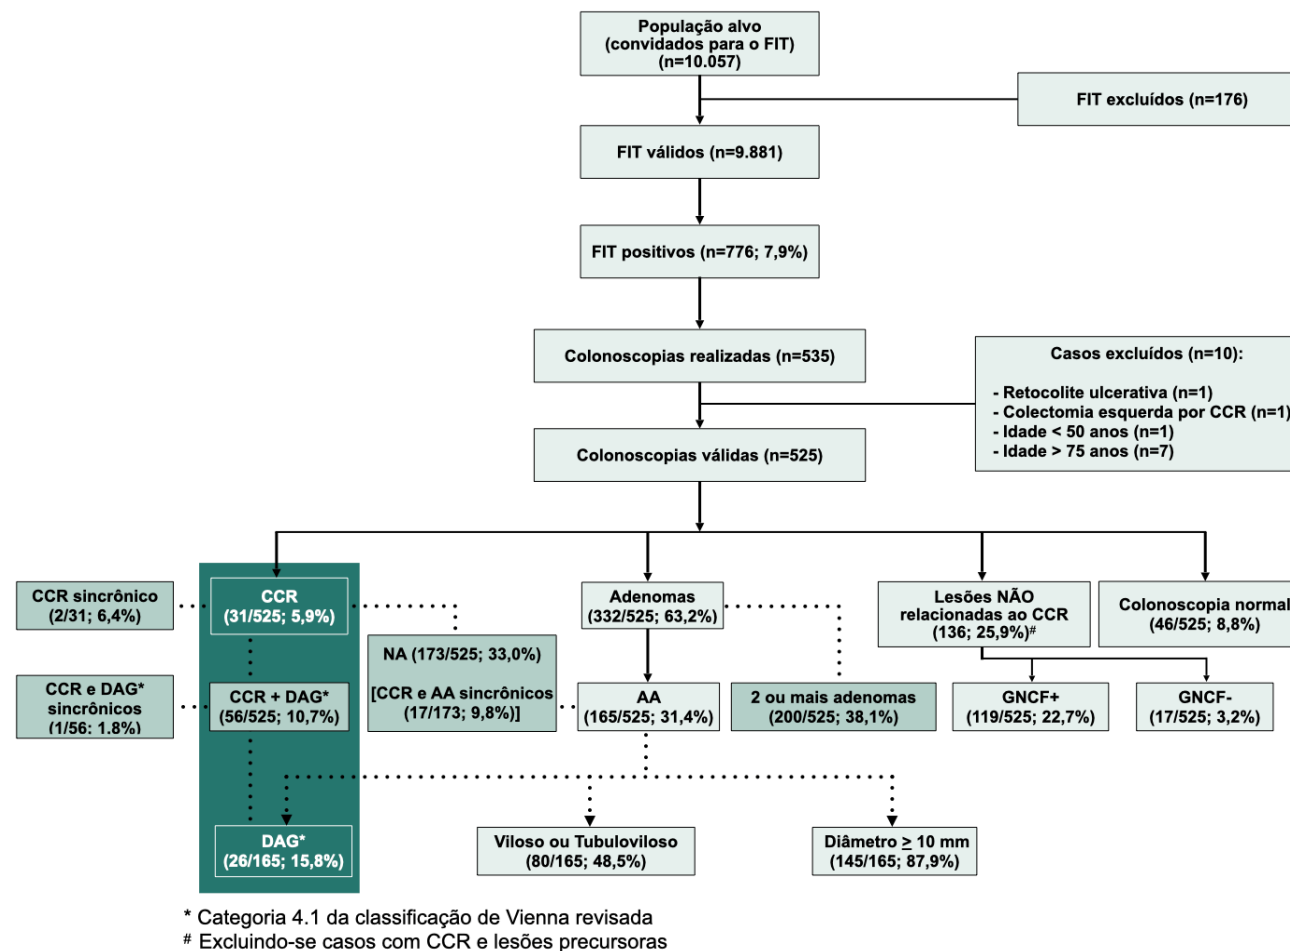 População alvo
(convidados para o FIT)
(n=10.057)
FIT excluídos (n=176)
FIT válidos (n=9.881)
FIT positivos (n=776; 7,9%)
Colonoscopias realizadas (n=535)
Casos excluídos (n=10):
- Retocolite ulcerativa (n=1)
- Colectomia esquerda por CCR (n=1)
- Idade < 50 anos (n=1)
- Idade > 75 anos (n=7)
Colonoscopias válidas (n=525)
CCR sincrônico
(2/31; 6,4%)
CCR
(31/525; 5,9%)
Adenomas
(332/525; 63,2%)
Lesões NÃO
relacionadas ao CCR
(136; 25,9%)#
Colonoscopia normal
(46/525; 8,8%)
NA (173/525; 33,0%)
[CCR e AA sincrônicos
(17/173; 9,8%)]
CCR e DAG*
sincrônicos
(1/56; 1.8%)
CCR + DAG*
(56/525; 10,7%)
AA
(165/525; 31,4%)
2 ou mais adenomas
(200/525; 38,1%)
GNCF+
(119/525; 22,7%)
GNCF-
(17/525; 3,2%)
DAG*
(26/165; 15,8%)
Viloso ou Tubuloviloso
(80/165; 48,5%)
Diâmetro ≥ 10 mm
(145/165; 87,9%)
* Categoria 4.1 da classificação de Vienna revisada
# Excluindo-se casos com CCR e lesões precursoras